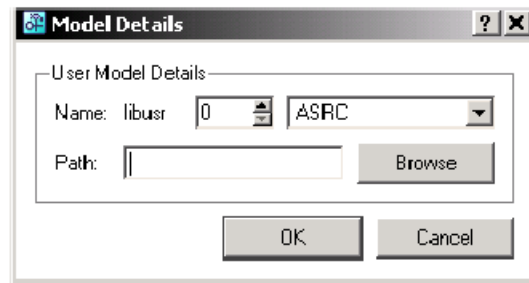 Model Details
User Model Details
Name: libusr 0 ASRC
Path: Browse
OK Cancel